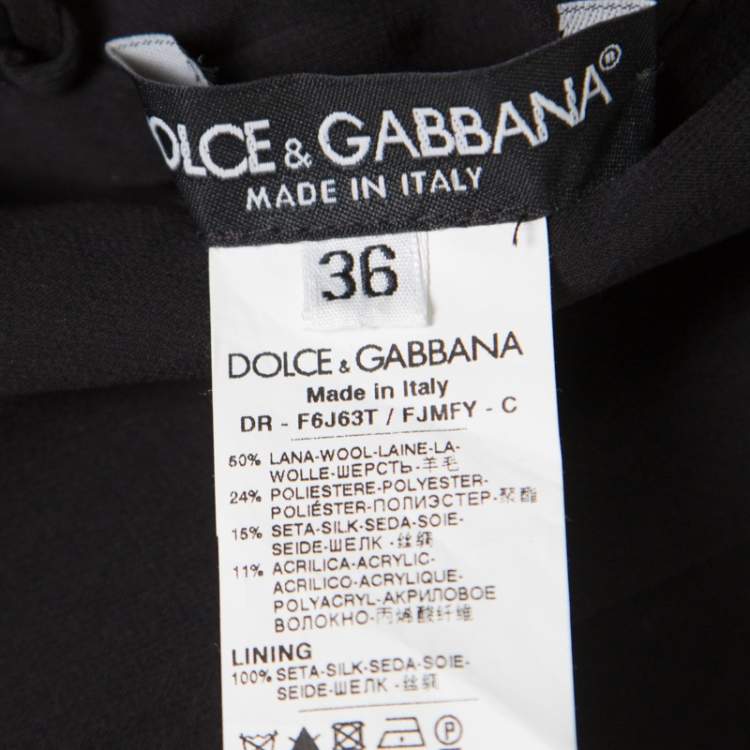 DOLCE & GABBANA®
MADE IN ITALY
36
DOLCE & GABBANA
Made in Italy
DR - F6J63T / FJMFY - C
50% LANA-WOOL-LAINE-LA-
WOLLE-ШЕРСТЬ-羊毛
24% POLIESTERE-POLYESTER-
POLIÉSTER-ПОЛИЭСТЕР-聚酯
15% SETA-SILK-SEDA-SOIE-
SEIDE-ШЕЛК-丝绸
11% ACRILICA-ACRYLIC-
ACRILICO-ACRYLIQUE-
POLYACRYL-АКРИЛОВОЕ
ВОЛОКНО-丙烯酸纤维
LINING
100% SETA-SILK-SEDA-SOIE-
SEIDE-ШЕЛК-丝绸
P